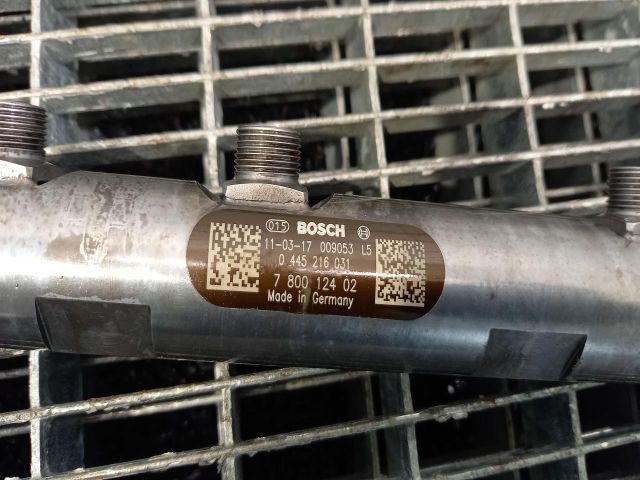 015 BOSCH
11-03-17 009053 L5
0 445 216 031
7 800 124 02
Made in Germany